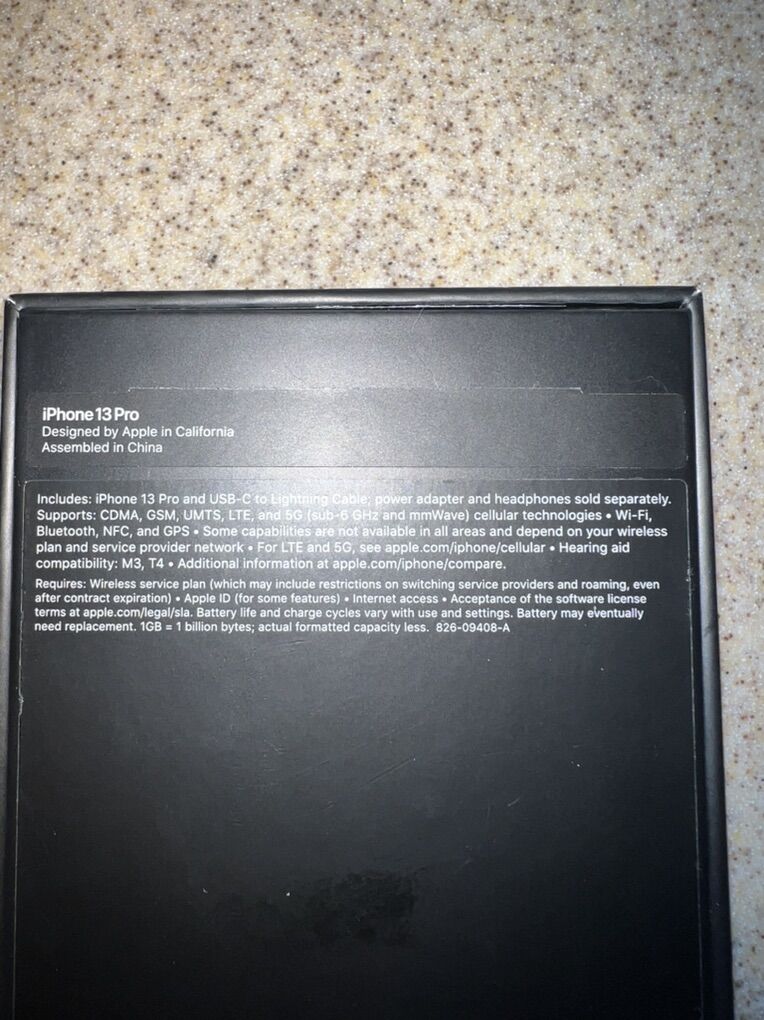 iPhone 13 Pro
Designed by Apple in California
Assembled in China
Includes: iPhone 13 Pro and USB-C to Lightning Cable; power adapter and headphones sold separately.
Supports: CDMA, GSM, UMTS, LTE, and 5G (sub-6 GHz and mmWave) cellular technologies • Wi-Fi,
Bluetooth, NFC, and GPS • Some capabilities are not available in all areas and depend on your wireless
plan and service provider network • For LTE and 5G, see apple.com/iphone/cellular • Hearing aid
compatibility: M3, T4 • Additional information at apple.com/iphone/compare.
Requires: Wireless service plan (which may include restrictions on switching service providers and roaming, even
after contract expiration) • Apple ID (for some features) • Internet access • Acceptance of the software license
terms at apple.com/legal/sla. Battery life and charge cycles vary with use and settings. Battery may eventually
need replacement. 1GB = 1 billion bytes; actual formatted capacity less. 826-09408-A